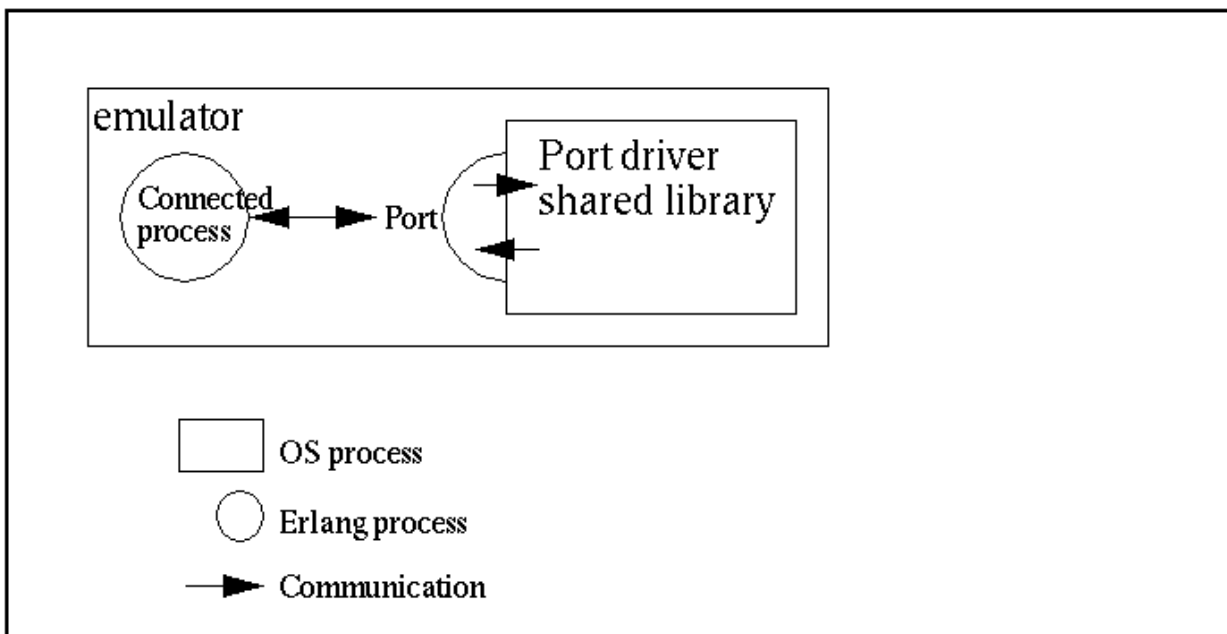 emulator
Connected
process
Port
Port driver
shared library
OS process
Erlang process
Communication